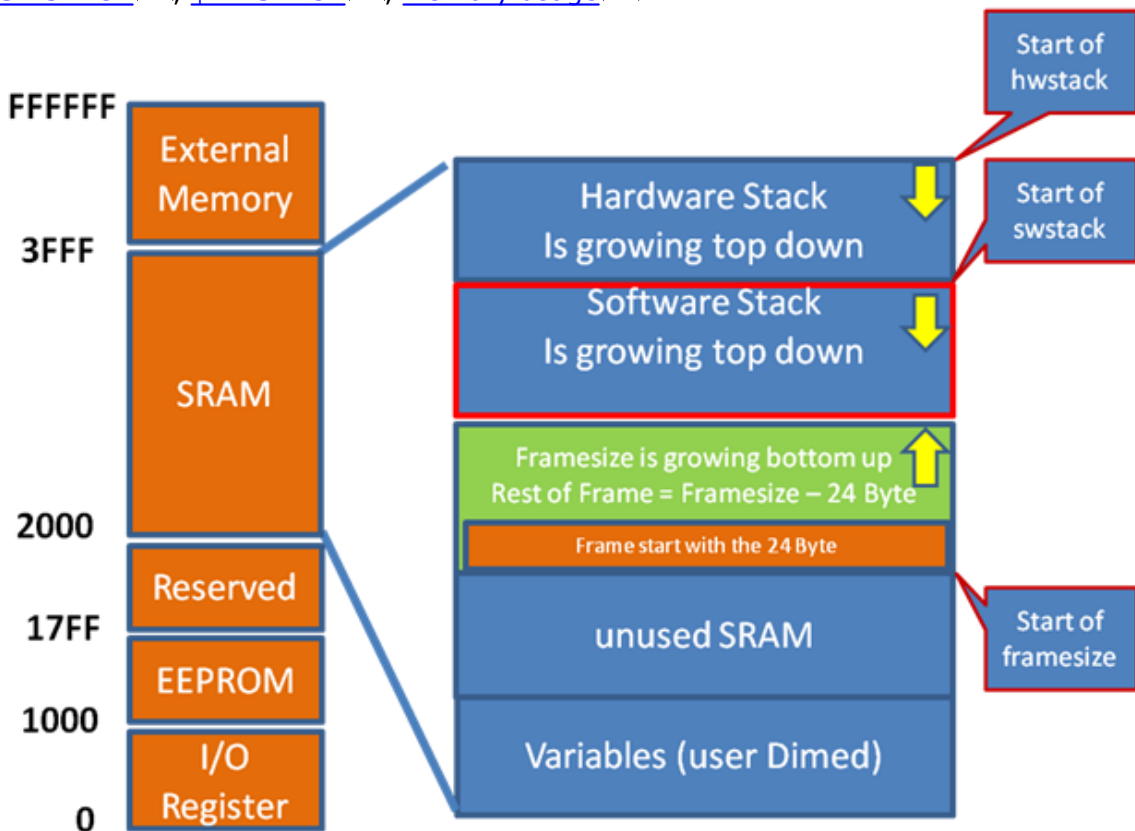 Start of
hwstack
FFFFFF
External
Memory
3FFF
SRAM
2000
Reserved
17FF
EEPROM
1000
I/O
Register
0
Hardware Stack
Is growing top down
Start of
swstack
Software Stack
Is growing top down
Framesize is growing bottom up
Rest of Frame = Framesize – 24 Byte
Frame start with the 24 Byte
unused SRAM
Start of
framesize
Variables (user Dimed)